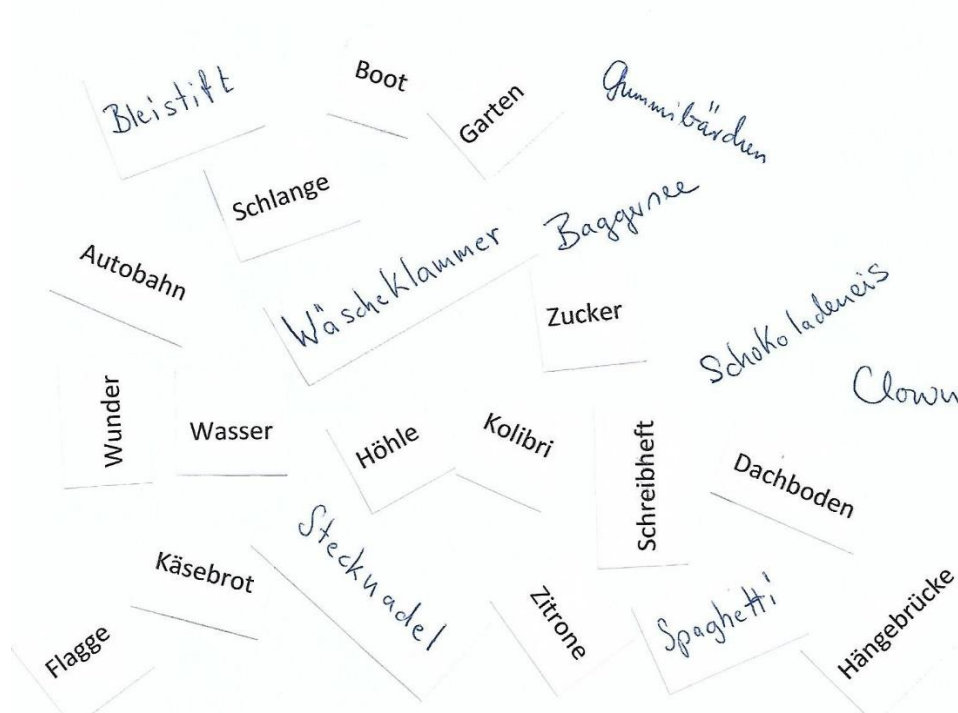 Bleistift
Boot
Garten
Gummibärchen
Schlange
Autobahn
Wäscheklammer
Baggersee
Zucker
Schokoladeneis
Clown
Wunder
Wasser
Höhle
Kolibri
Schreibheft
Dachboden
Käsebrot
Stecknadel
Zitrone
Spaghetti
Hängebrücke
Flagge